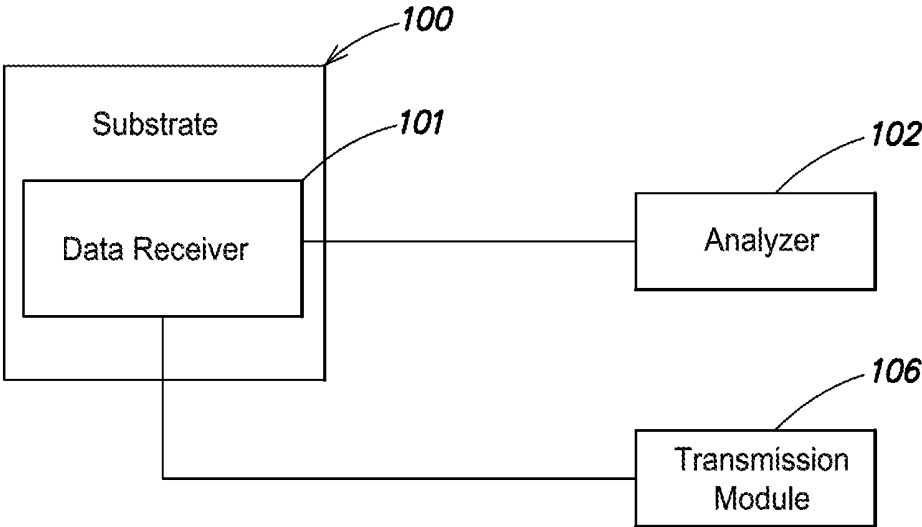 100
Substrate
101
Data Receiver
102
Analyzer
106
Transmission
Module